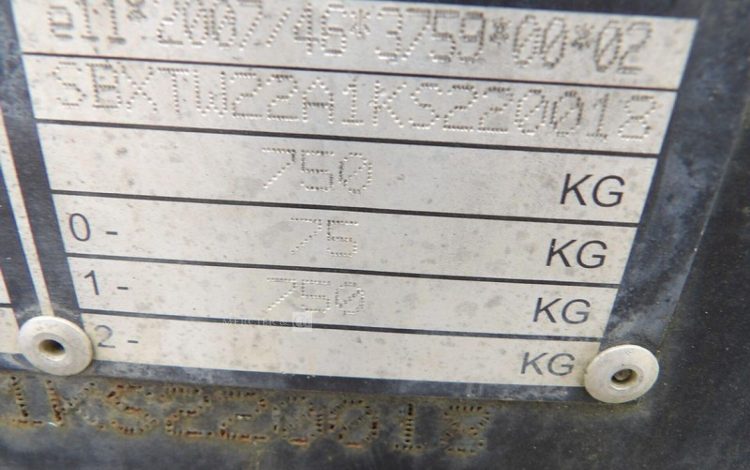 e11*2007/46*3759*00*02
SBXTW22A1KS220018
750 KG
0- 75 KG
1- 750 KG
2- KG
1KS220018